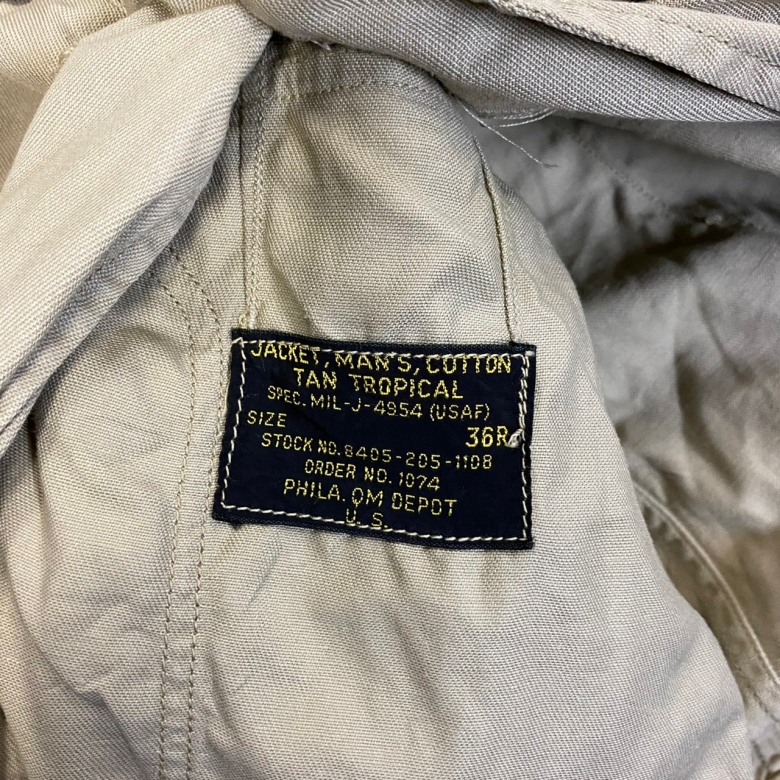 JACKET, MAN'S, COTTON
TAN TROPICAL
SPEC. MIL-J-4954 (USAF)
SIZE 36R
STOCK NO. 8405-205-1108
ORDER NO. 1074
PHILA. QM DEPOT
U. S.